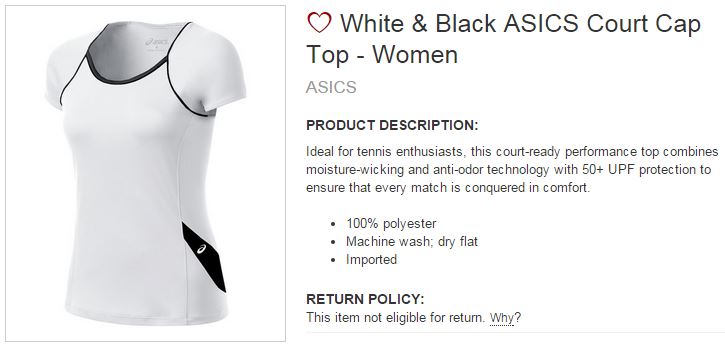 White & Black ASICS Court Cap
Top - Women
ASICS
PRODUCT DESCRIPTION:
Ideal for tennis enthusiasts, this court-ready performance top combines
moisture-wicking and anti-odor technology with 50+ UPF protection to
ensure that every match is conquered in comfort.
• 100% polyester
• Machine wash; dry flat
• Imported
RETURN POLICY:
This item not eligible for return. Why?
asics